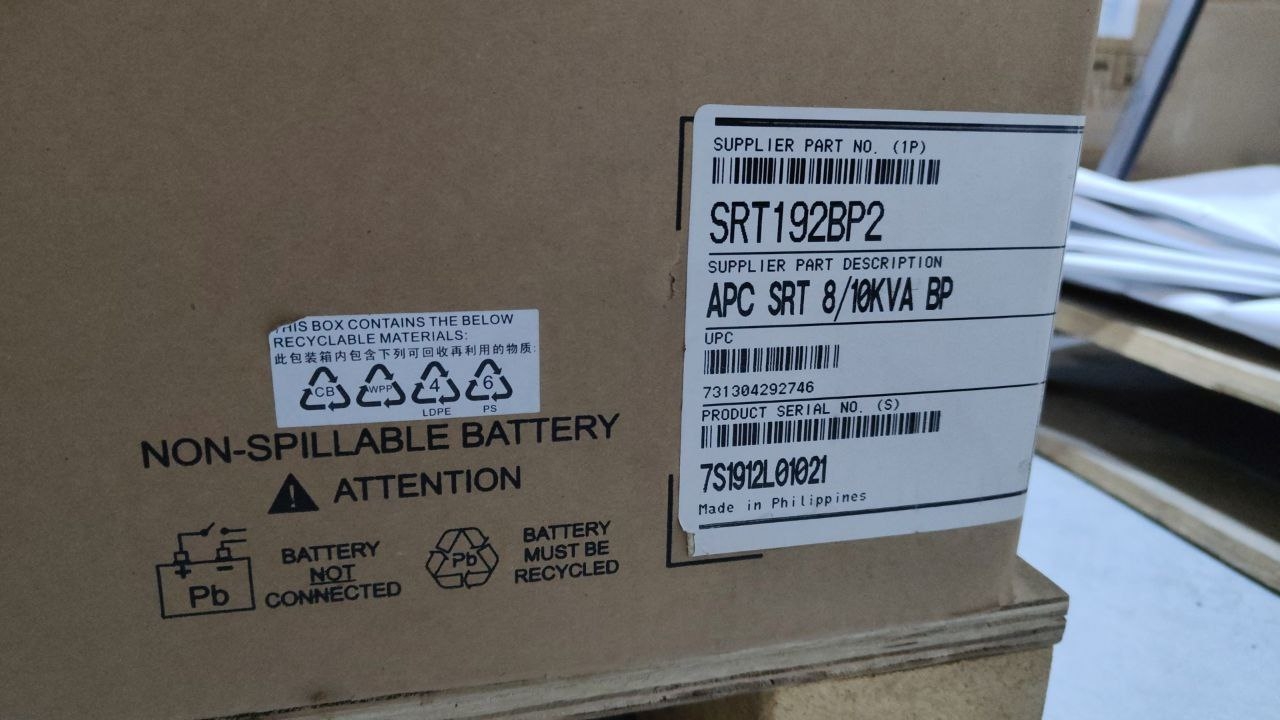 THIS BOX CONTAINS THE BELOW
RECYCLABLE MATERIALS:
此包装箱内包含下列可回收再利用的物质:
CB
WPP
4
6
LDPE
PS
NON-SPILLABLE BATTERY
! ATTENTION
+ -
Pb
BATTERY
NOT
CONNECTED
Pb
BATTERY
MUST BE
RECYCLED
SUPPLIER PART NO. (1P)
SRT192BP2
SUPPLIER PART DESCRIPTION
APC SRT 8/10KVA BP
UPC
731304292746
PRODUCT SERIAL NO. (S)
7S1912L01021
Made in Philippines